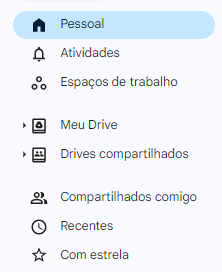 Pessoal
Atividades
Espaços de trabalho
Meu Drive
Drives compartilhados
Compartilhados comigo
Recentes
Com estrela